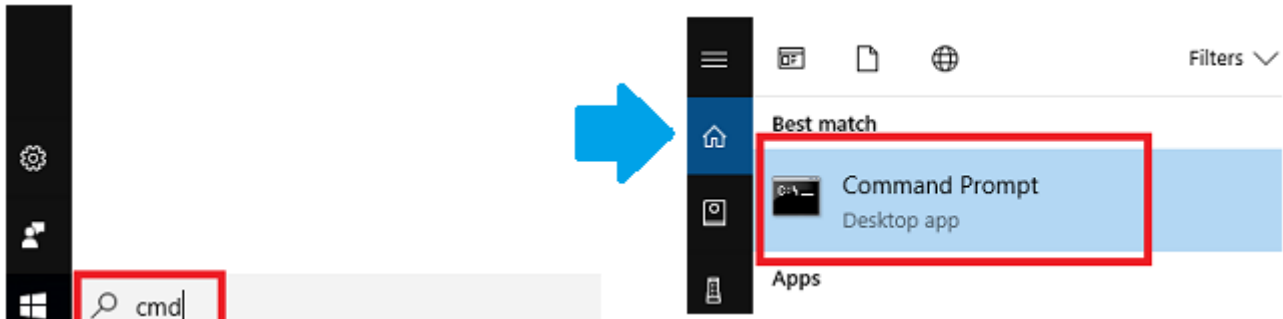 cmd
Filters
Best match
C:\_
Command Prompt
Desktop app
Apps